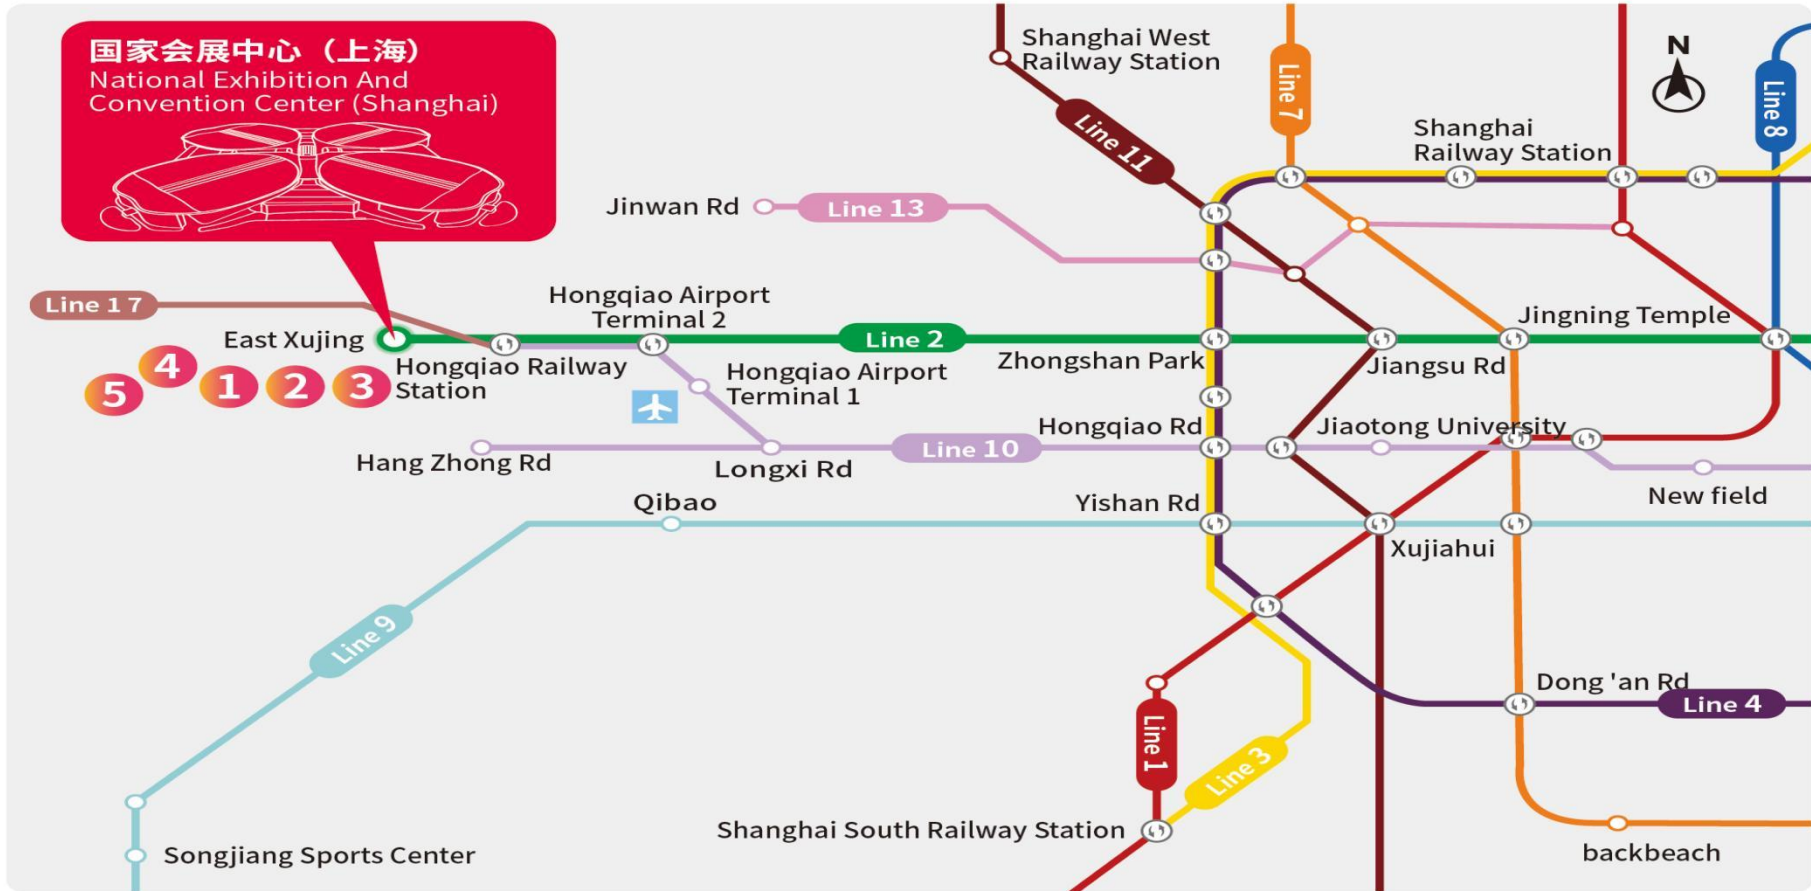 国家会展中心（上海）
National Exhibition And
Convention Center (Shanghai)
Shanghai West
Railway Station
Line 7
N
Line 8
Line 11
Shanghai
Railway Station
Jinwan Rd
Line 13
Line 1 7
Hongqiao Airport
Terminal 2
East Xujing
Line 2
Jingning Temple
Zhongshan Park
Jiangsu Rd
5
4
1
2
3
Hongqiao Railway
Station
Hongqiao Airport
Terminal 1
Hongqiao Rd
Jiaotong University
Hang Zhong Rd
Longxi Rd
Line 10
New field
Qibao
Yishan Rd
Xujiahui
Line 9
Dong 'an Rd
Line 4
Line 1
Line 3
Shanghai South Railway Station
Songjiang Sports Center
backbeach